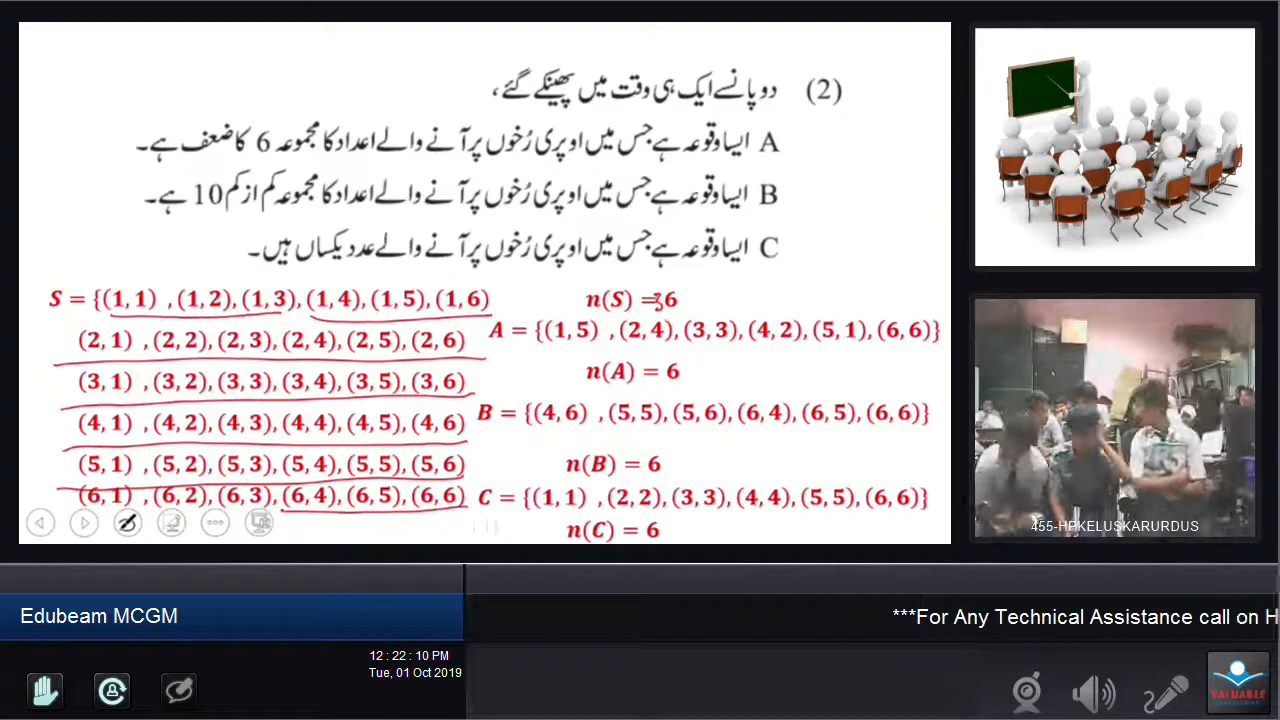 (2) دو پانسے ایک ہی وقت میں پھینکے گئے،
A ایسا وقوعہ ہے جس میں اوپری رُخوں پر آنے والے اعداد کا مجموعہ 6 کا ضعف ہے۔
B ایسا وقوعہ ہے جس میں اوپری رُخوں پر آنے والے اعداد کا مجموعہ کم از کم 10 ہے۔
C ایسا وقوعہ ہے جس میں اوپری رُخوں پر آنے والے عدد یکساں ہیں۔
S = {(1, 1) , (1, 2), (1, 3), (1, 4), (1, 5), (1, 6)
(2, 1) , (2, 2), (2, 3), (2, 4), (2, 5), (2, 6)
(3, 1) , (3, 2), (3, 3), (3, 4), (3, 5), (3, 6)
(4, 1) , (4, 2), (4, 3), (4, 4), (4, 5), (4, 6)
(5, 1) , (5, 2), (5, 3), (5, 4), (5, 5), (5, 6)
(6, 1) , (6, 2), (6, 3), (6, 4), (6, 5), (6, 6)
n(S) = 36
A = {(1, 5) , (2, 4), (3, 3), (4, 2), (5, 1), (6, 6)}
n(A) = 6
B = {(4, 6) , (5, 5), (5, 6), (6, 4), (6, 5), (6, 6)}
n(B) = 6
C = {(1, 1) , (2, 2), (3, 3), (4, 4), (5, 5), (6, 6)}
n(C) = 6
455-HPKELUSKARURDUS
Edubeam MCGM
***For Any Technical Assistance call on H
12 : 22 : 10 PM
Tue, 01 Oct 2019
VALUABLE